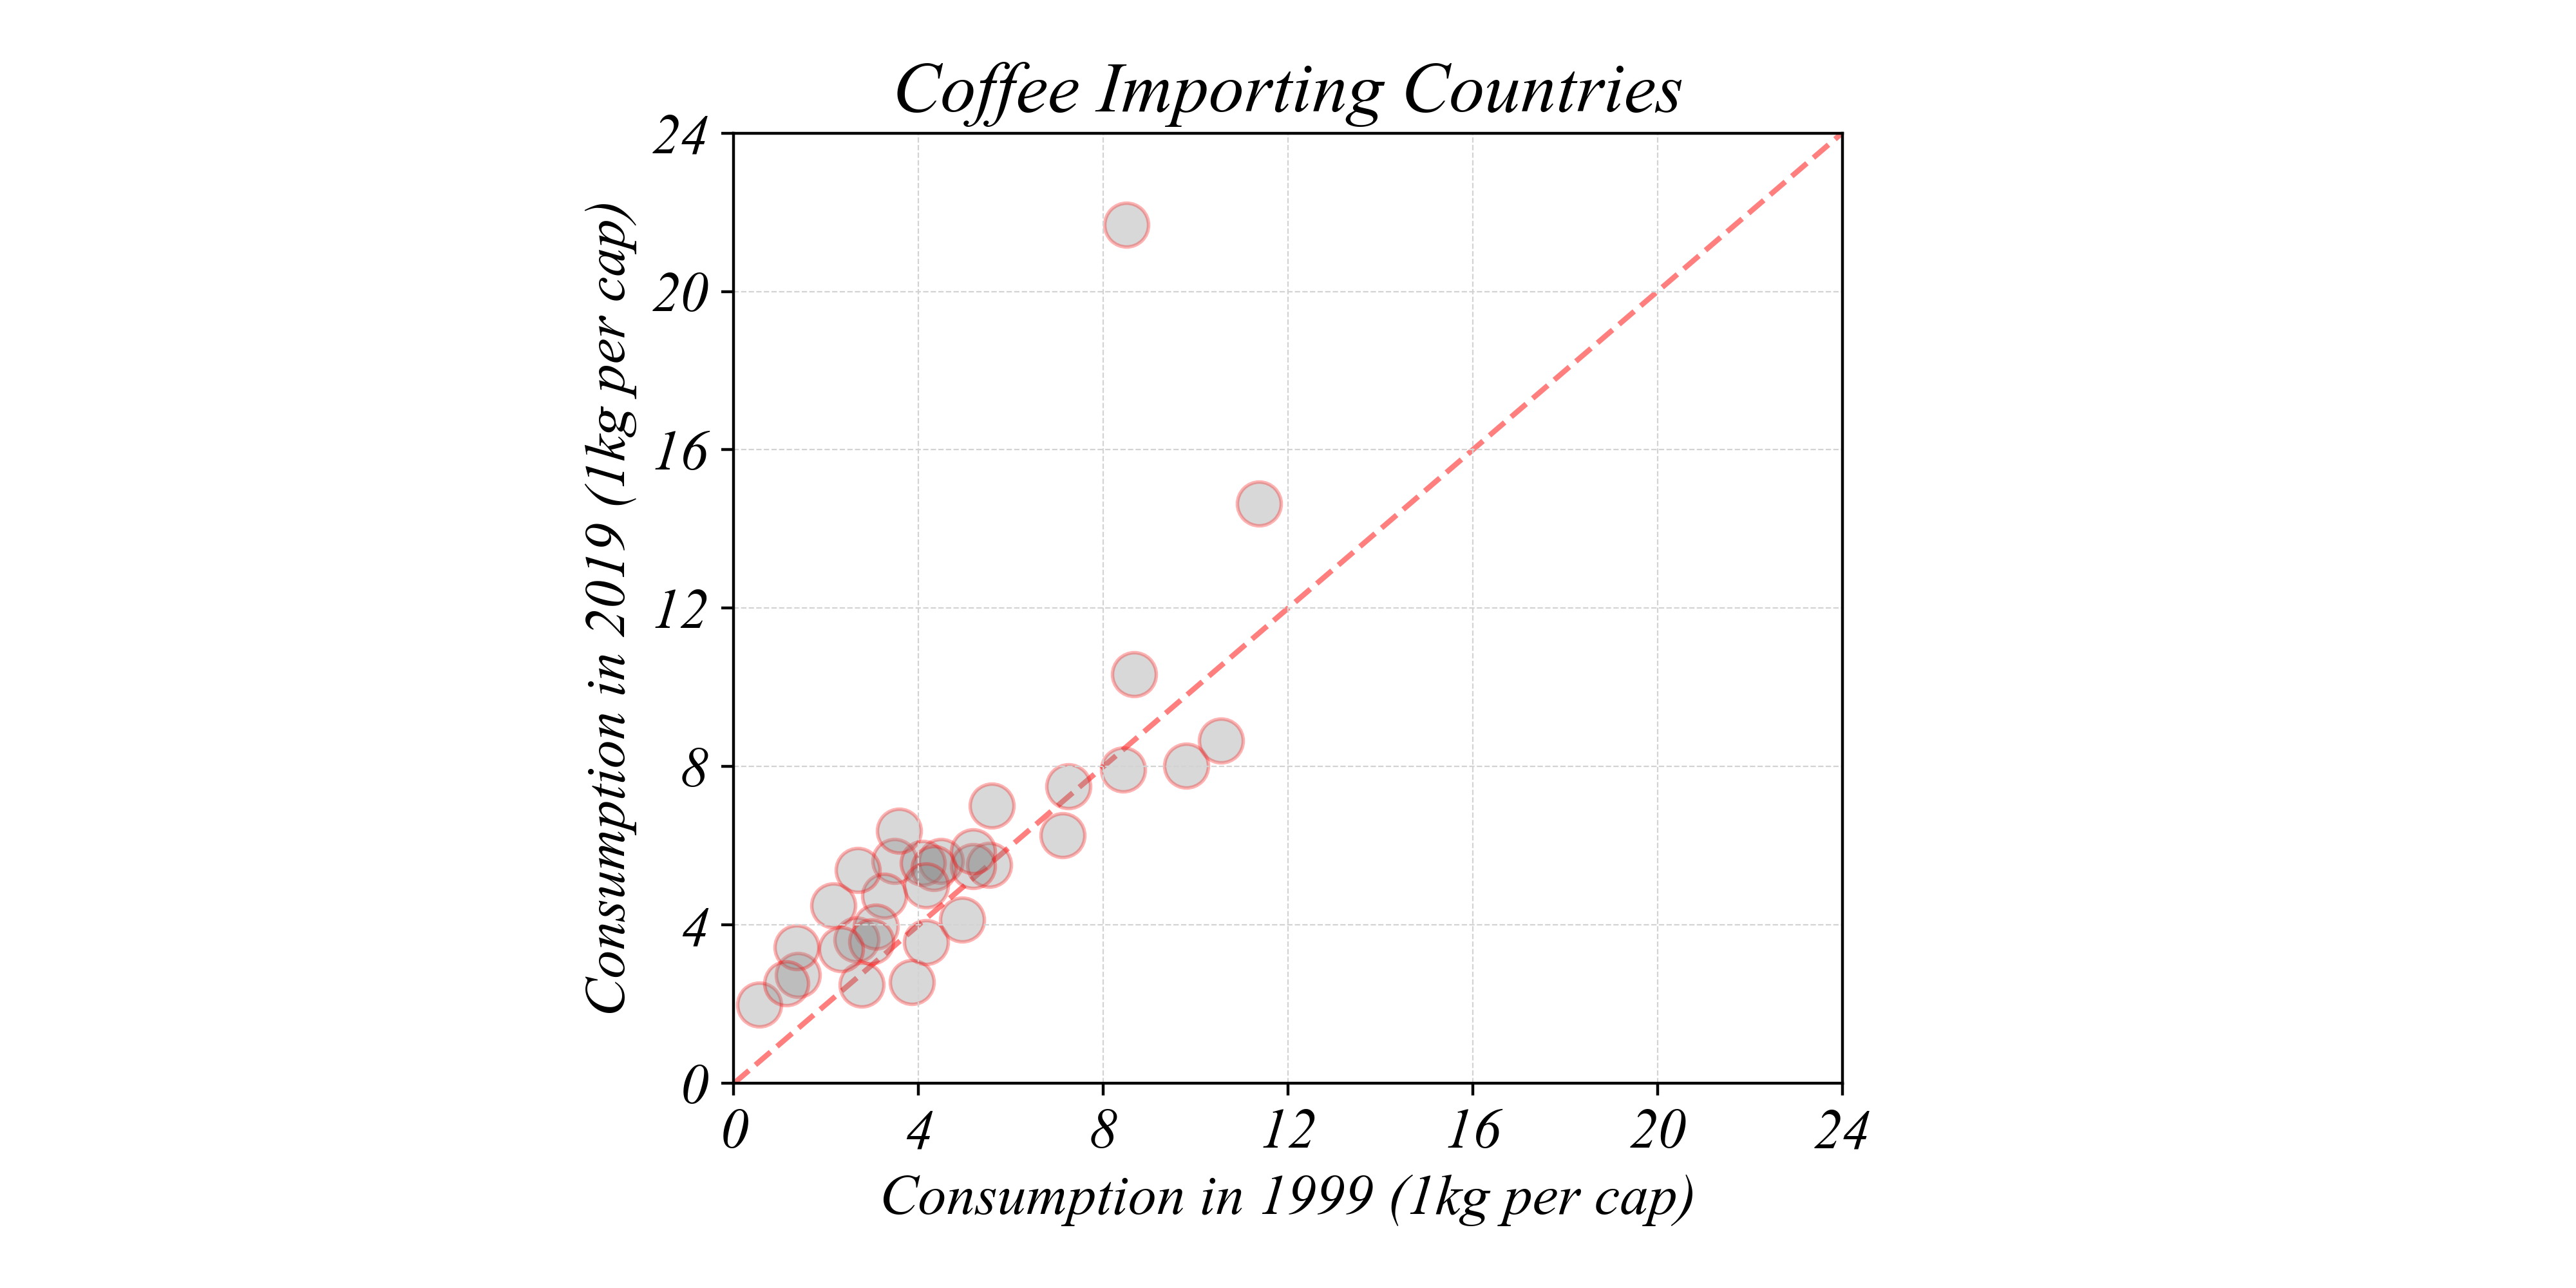 Coffee Importing Countries
Consumption in 2019 (1kg per cap)
24
20
16
12
8
4
0
0 4 8 12 16 20 24
Consumption in 1999 (1kg per cap)